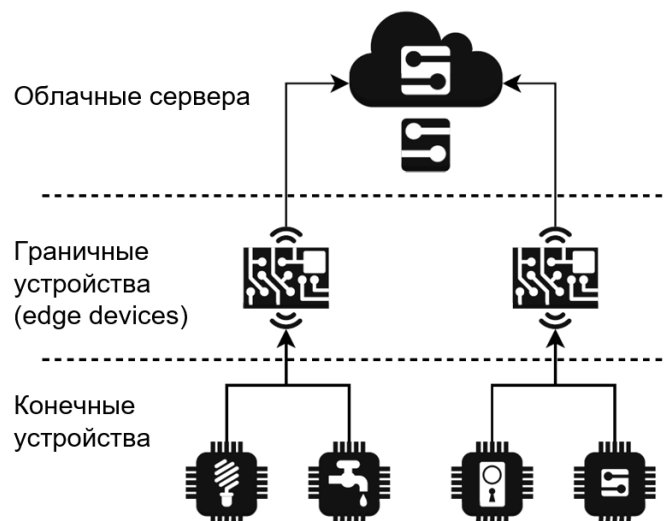 Облачные сервера
Граничные
устройства
(edge devices)
Конечные
устройства